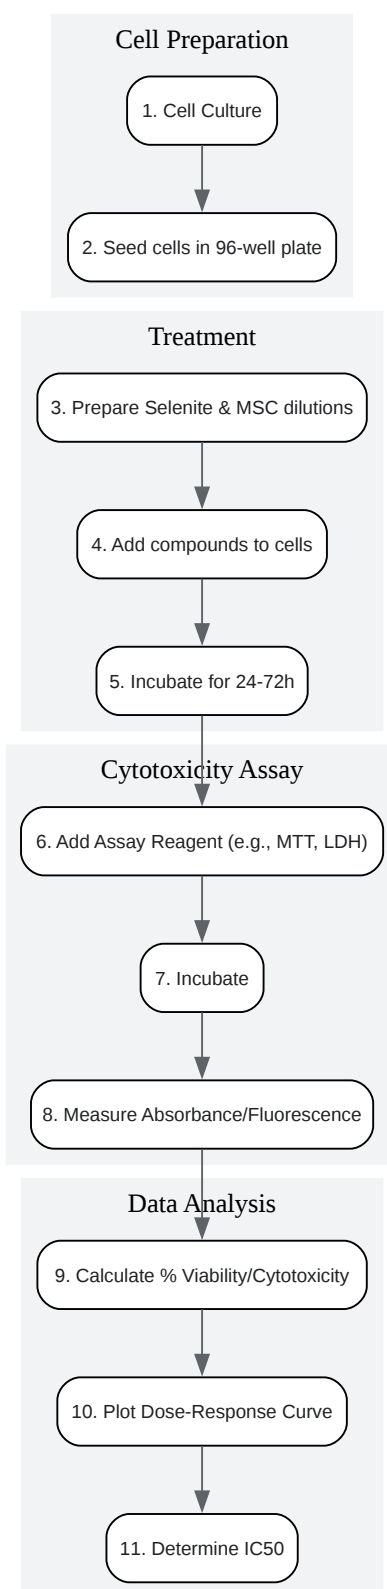 Cell Preparation
1. Cell Culture
2. Seed cells in 96-well plate
Treatment
3. Prepare Selenite & MSC dilutions
4. Add compounds to cells
5. Incubate for 24-72h
Cytotoxicity Assay
6. Add Assay Reagent (e.g., MTT, LDH)
7. Incubate
8. Measure Absorbance/Fluorescence
Data Analysis
9. Calculate % Viability/Cytotoxicity
10. Plot Dose-Response Curve
11. Determine IC50